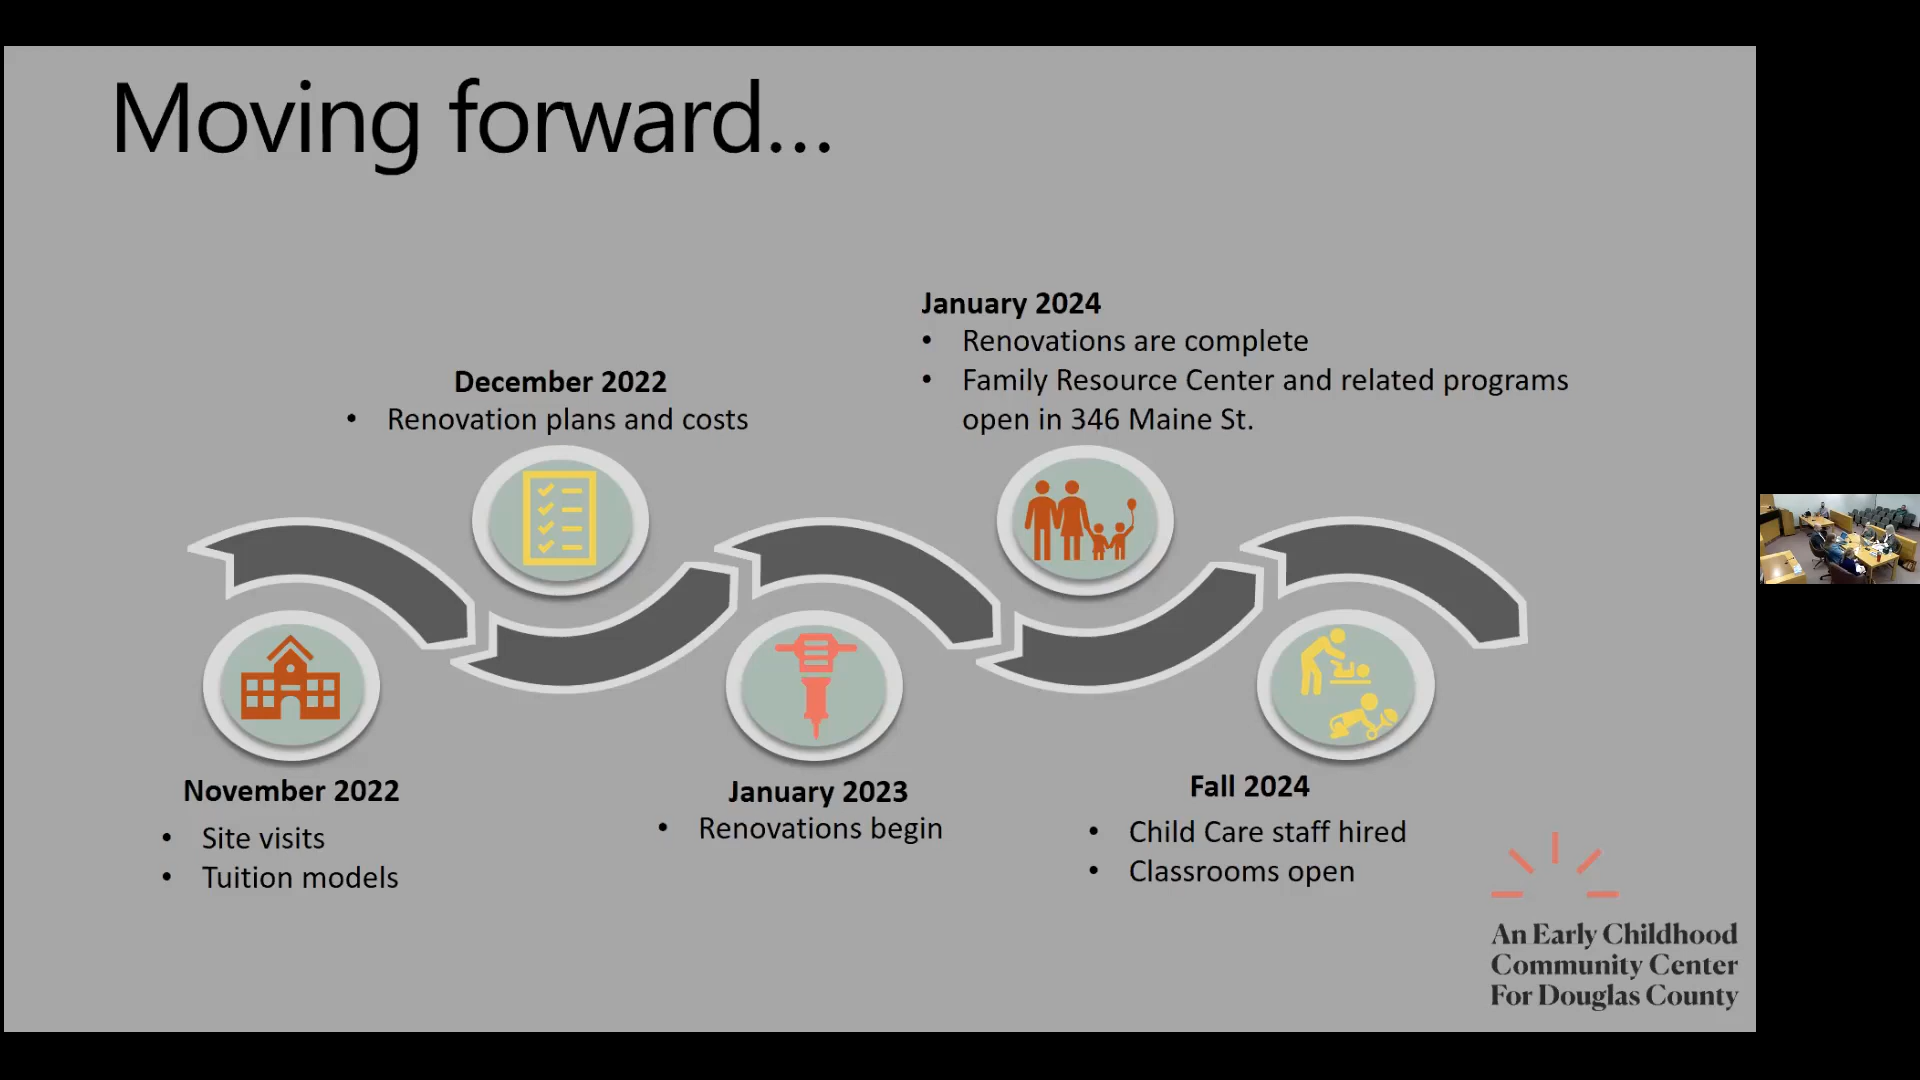 Moving forward...
January 2024
• Renovations are complete
• Family Resource Center and related programs
open in 346 Maine St.
December 2022
• Renovation plans and costs
November 2022
• Site visits
• Tuition models
January 2023
• Renovations begin
Fall 2024
• Child Care staff hired
• Classrooms open
An Early Childhood
Community Center
For Douglas County